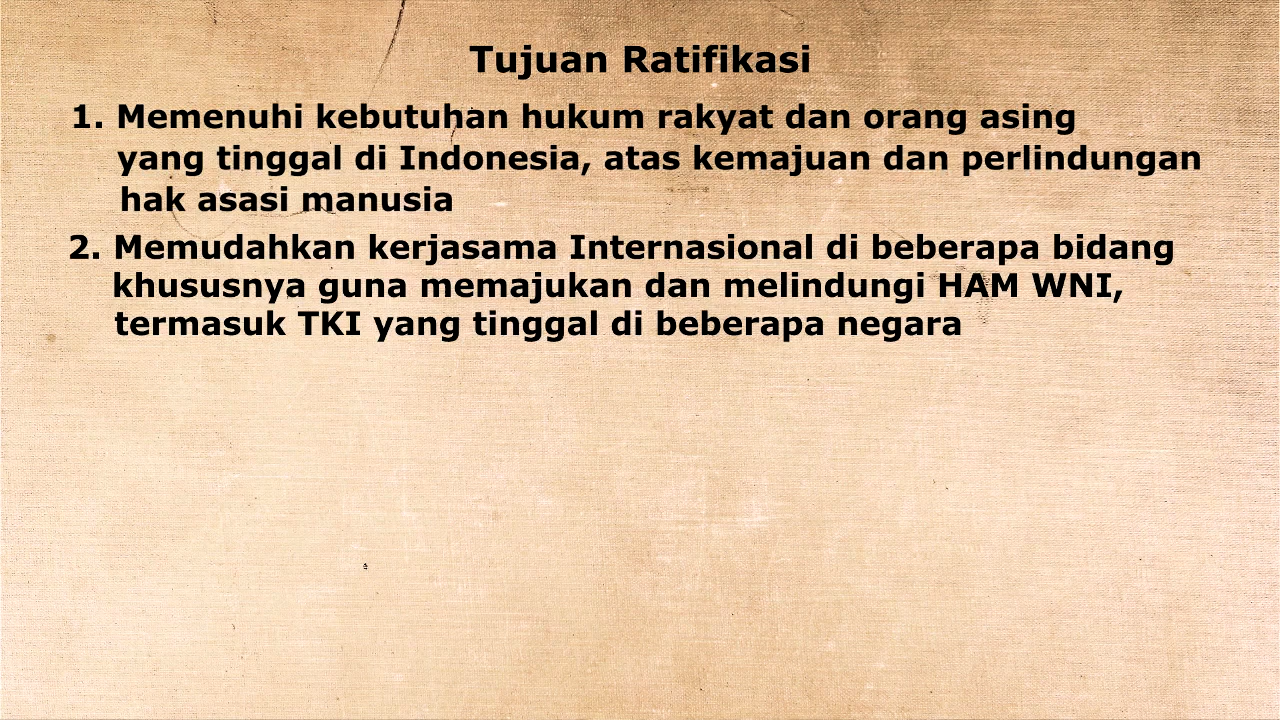 Tujuan Ratifikasi
1. Memenuhi kebutuhan hukum rakyat dan orang asing
yang tinggal di Indonesia, atas kemajuan dan perlindungan
hak asasi manusia
2. Memudahkan kerjasama Internasional di beberapa bidang
khususnya guna memajukan dan melindungi HAM WNI,
termasuk TKI yang tinggal di beberapa negara